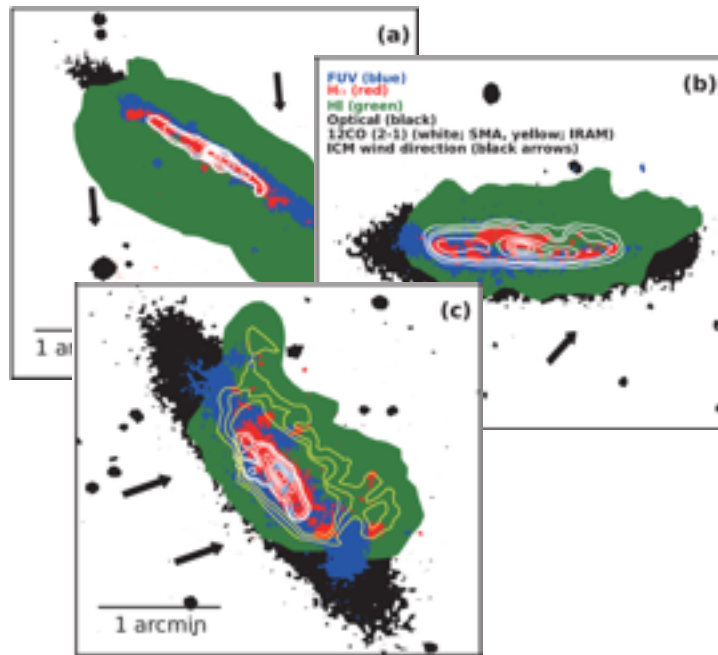 (a)
(b)
FUV (blue)
(red)
HI (green)
Optical (black)
12CO (2-1) (white; SMA, yellow; IRAM)
ICM wind direction (black arrows)
(c)
1
1 arcmin